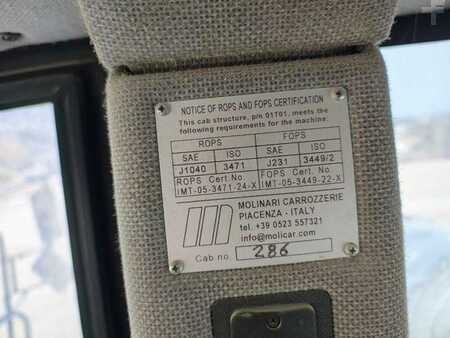 NOTICE OF ROPS AND FOPS CERTIFICATION
This cab structure, p/n 01T01, meets the
following requirements for the machine.
ROPS FOPS
SAE ISO SAE ISO
J1040 3471 J231 3449/2
ROPS Cert. No. FOPS Cert. No.
IMT-05-3471-24-X IMT-05-3449-22-X
MOLINARI CARROZZERIE
PIACENZA - ITALY
tel. +39 0523 557321
info@molicar.com
Cab no. 286